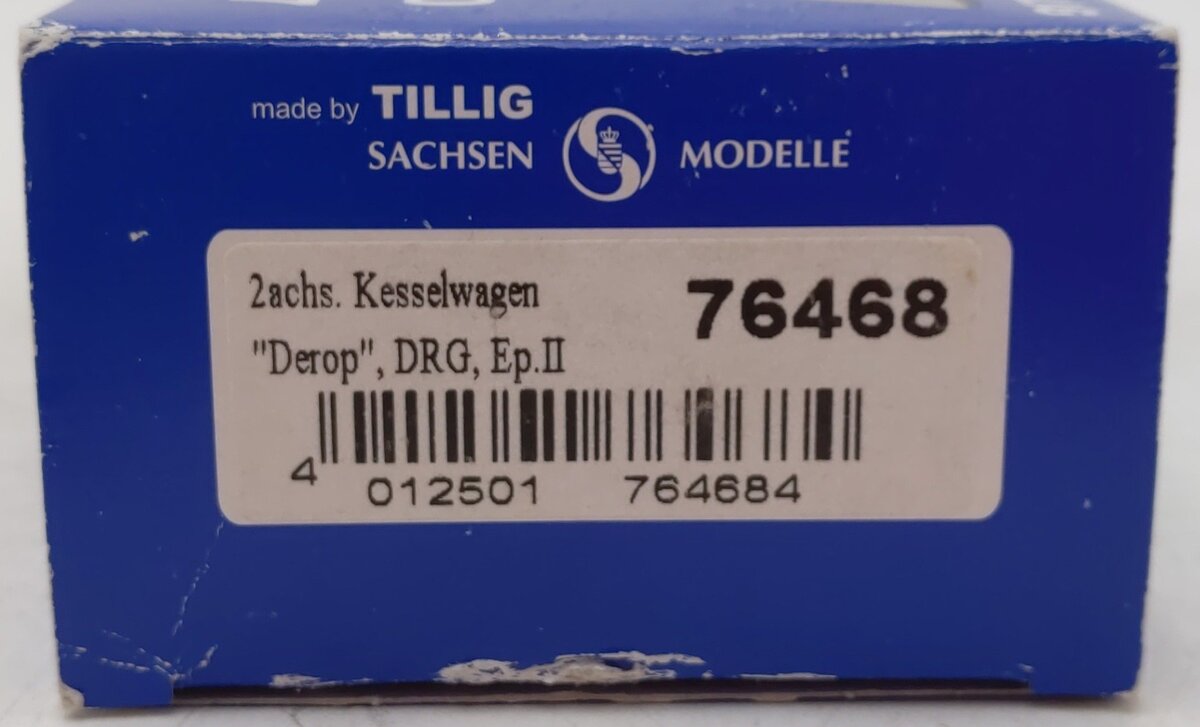 made by TILLIG
SACHSEN MODELLE
2achs. Kesselwagen
76468
"Derop", DRG, Ep.II
4 012501 764684